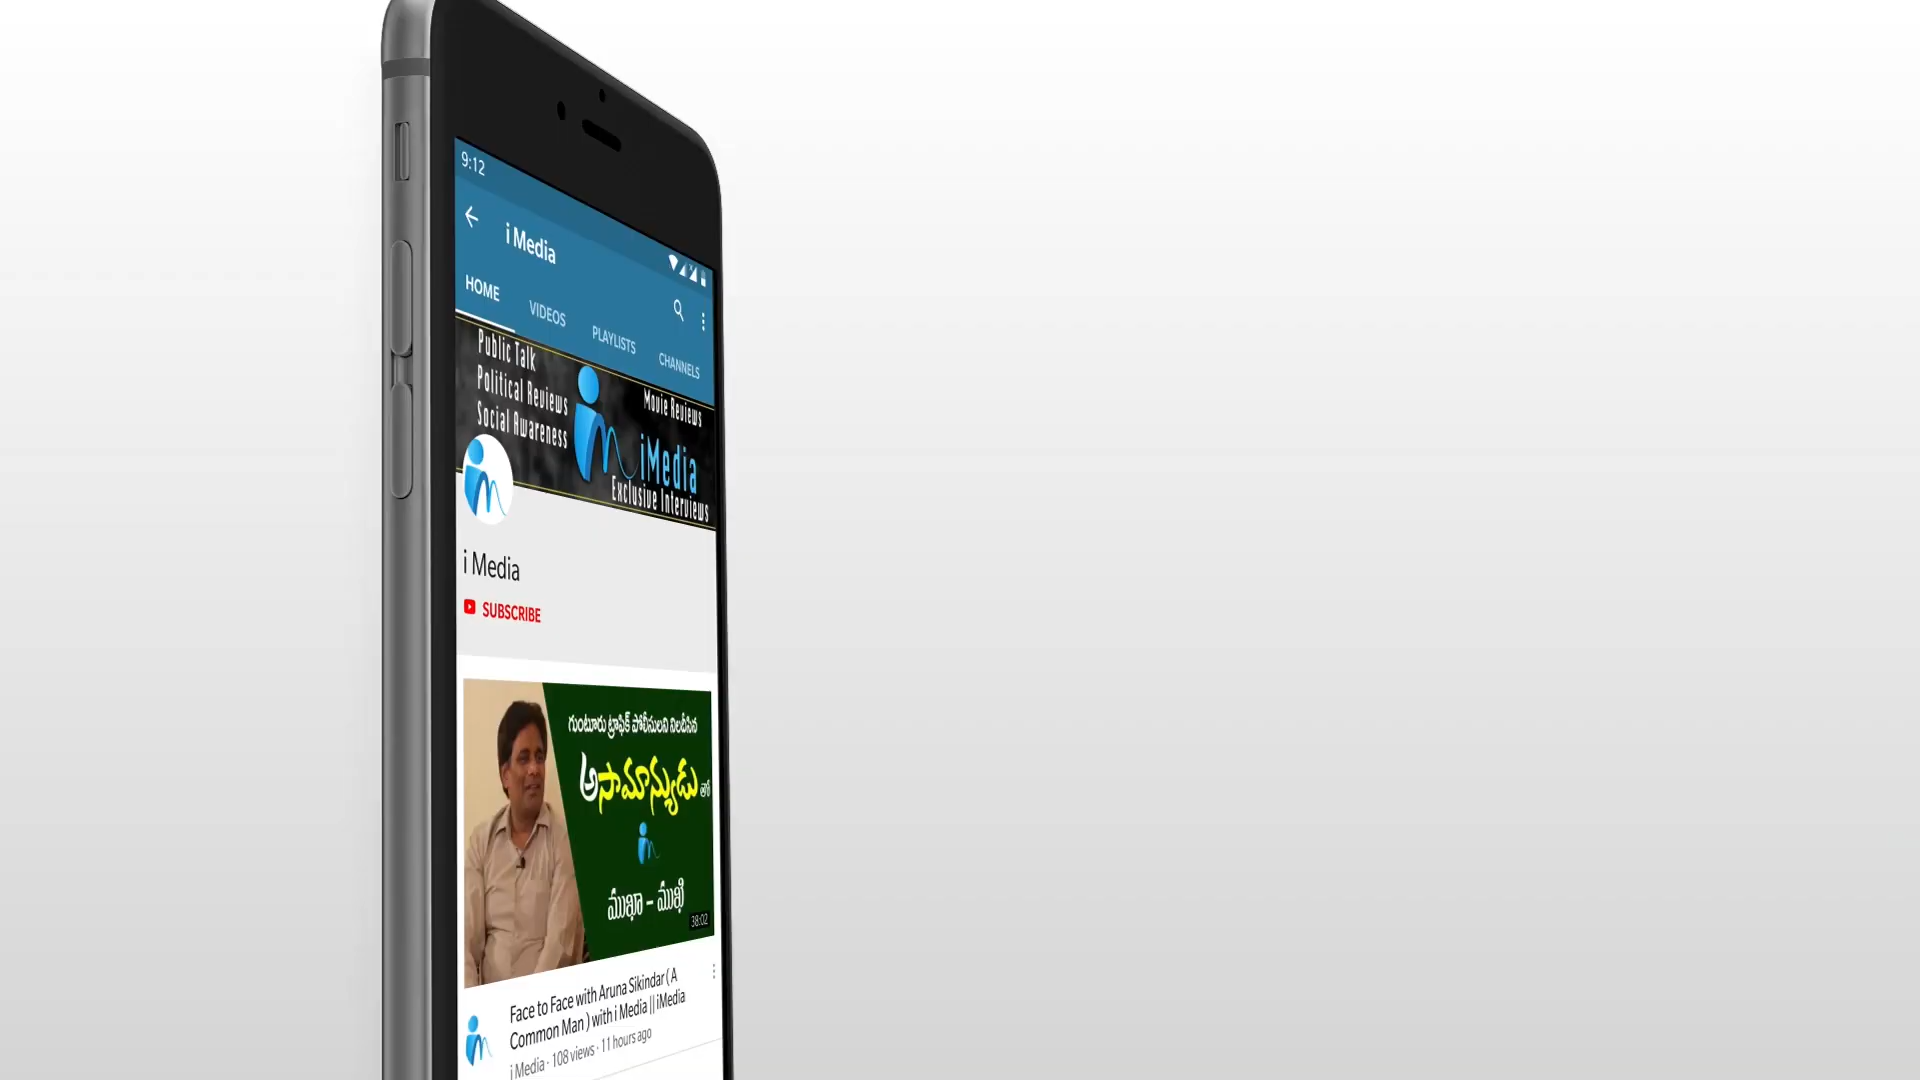 9:12
i Media
HOME VIDEOS PLAYLISTS CHANNELS
Public Talk
Political Reviews
Social Awareness
Movie Reviews
iMedia
Exclusive Interviews
i Media
SUBSCRIBE
గుంటూరు ట్రాఫిక్ పోలీసులని నిలదీసిన
అసామాన్యుడు తో
ముఖా - ముఖి
38:02
Face to Face with Aruna Sikindar ( A
Common Man ) with i Media || iMedia
i Media · 108 views · 11 hours ago